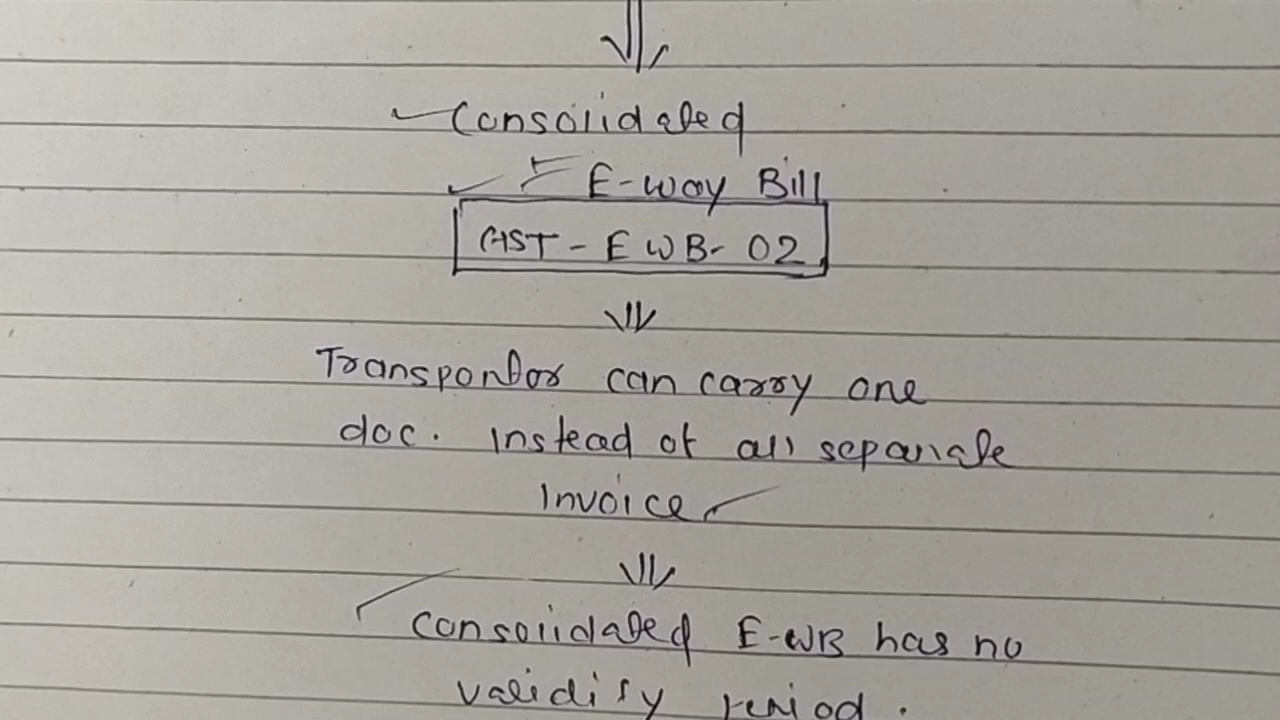 Consolidated
E-way Bill
GST - EWB- 02
Transportor can carry one
doc. instead of all separate
Invoice
Consolidated E-WB has no
validity period.